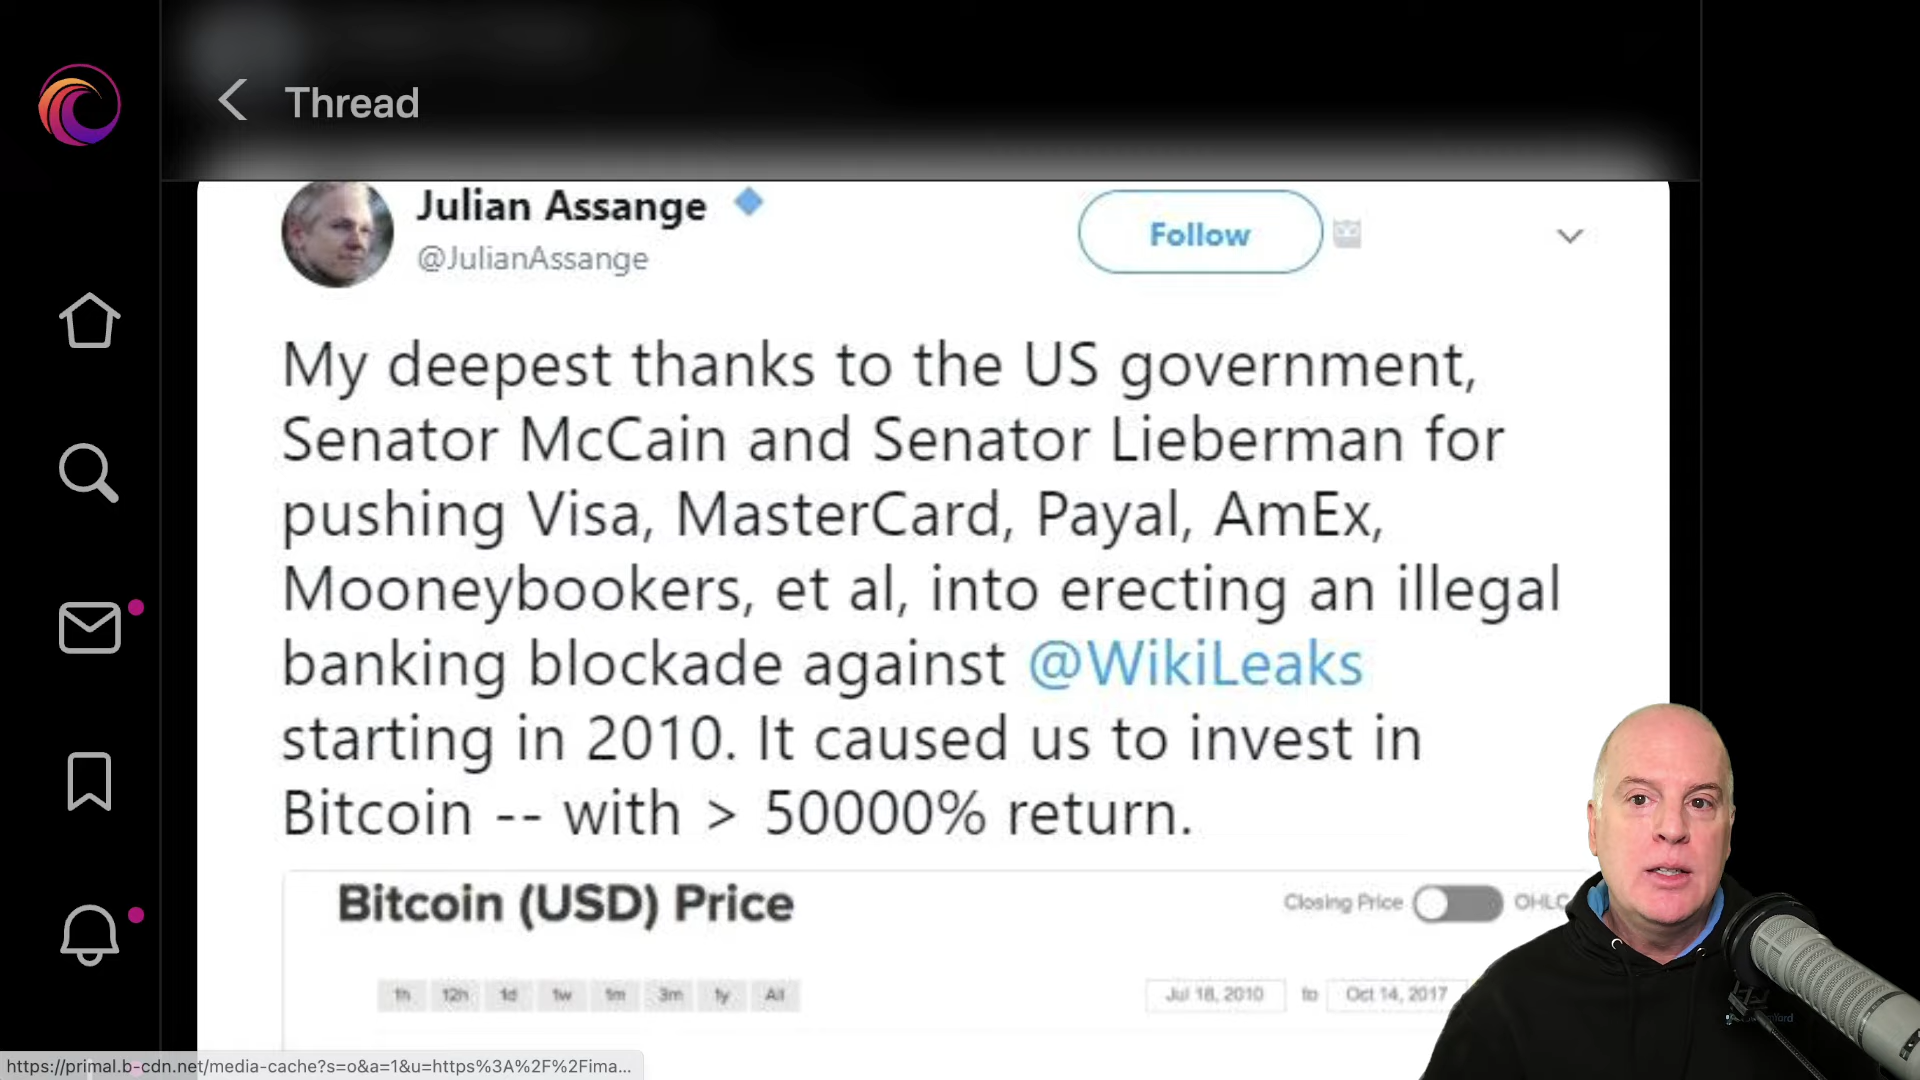 Thread
Julian Assange
@JulianAssange
Follow
My deepest thanks to the US government,
Senator McCain and Senator Lieberman for
pushing Visa, MasterCard, Payal, AmEx,
Mooneybookers, et al, into erecting an illegal
banking blockade against @WikiLeaks
starting in 2010. It caused us to invest in
Bitcoin -- with > 50000% return.
Bitcoin (USD) Price
Closing Price OHLC
1h 12h 1d 1w 1m 3m 1y All
Jul 18, 2010 to Oct 14, 2017
https://primal.b-cdn.net/media-cache?s=o&a=1&u=https%3A%2F%2Fima...